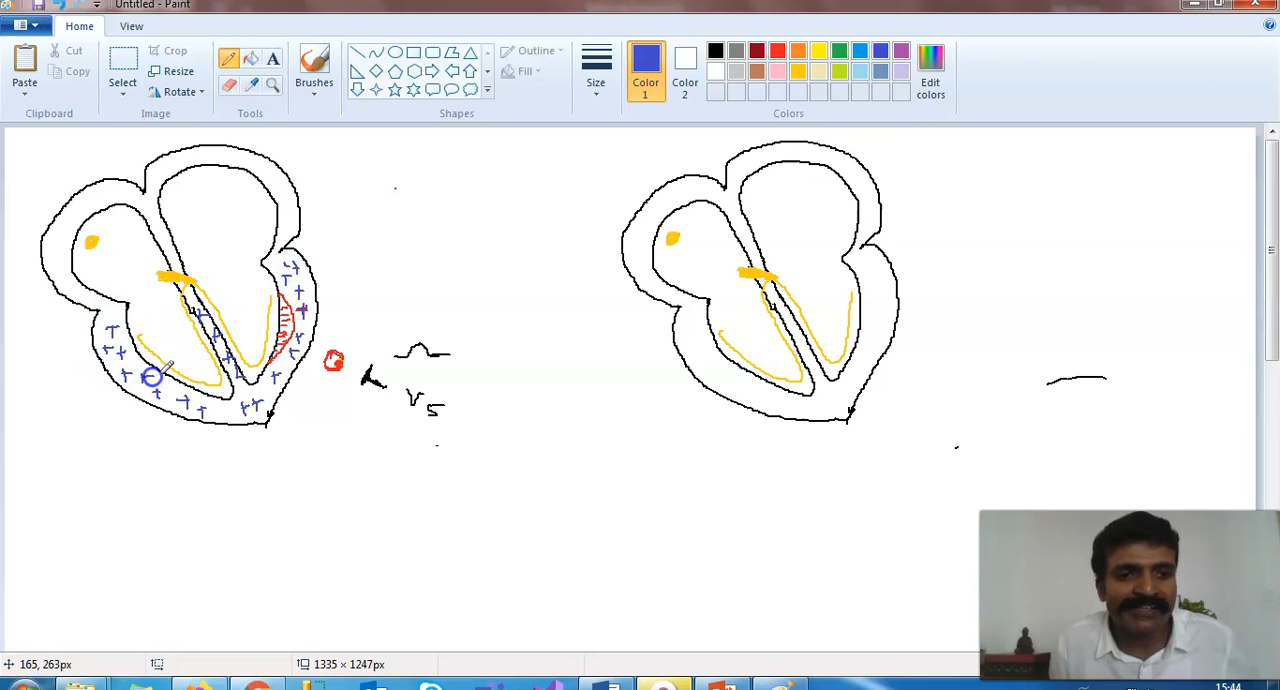 Untitled - Paint
Home View
Paste
Cut
Copy
Clipboard
Select
Crop
Resize
Rotate
Image
A
Tools
Brushes
Shapes
Outline
Fill
Size
Color
1
Color
2
Edit
colors
Colors
V5
165, 263px
1335 × 1247px
15:44